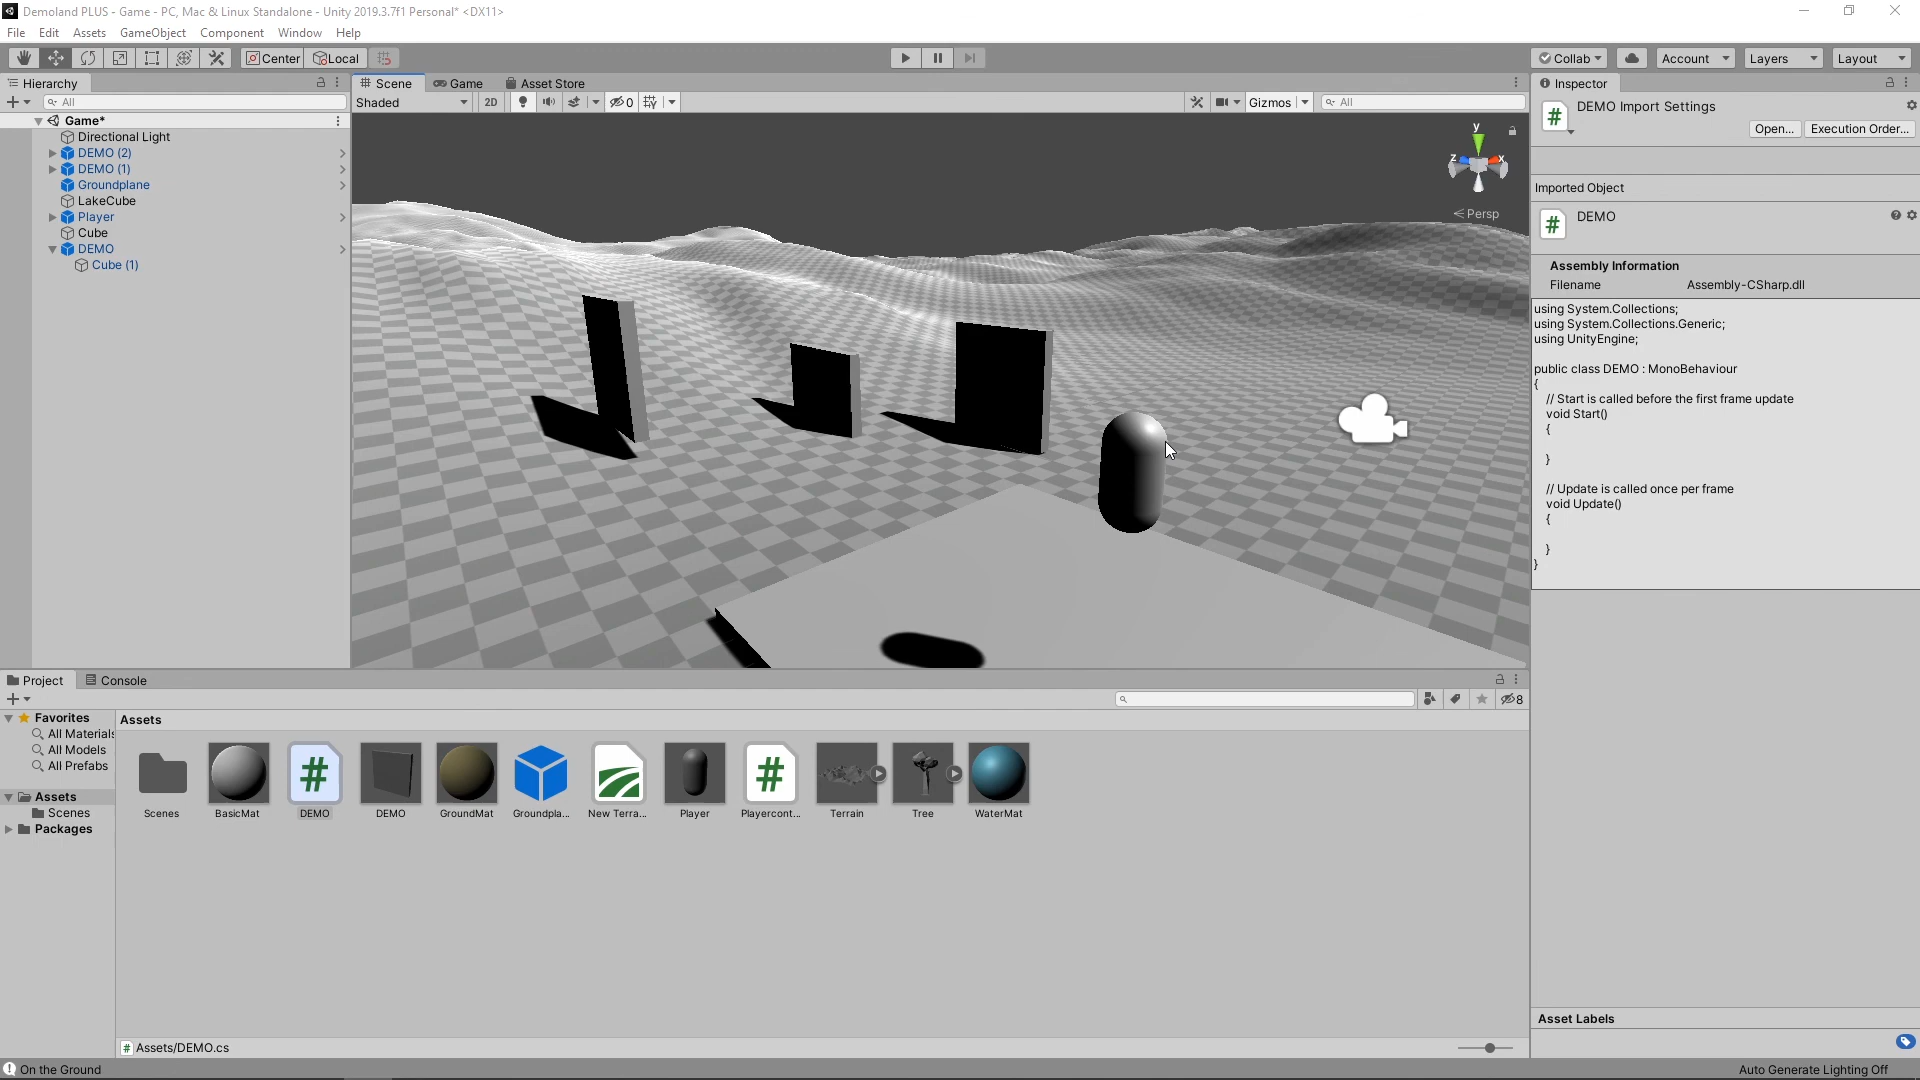 Demoland PLUS - Game - PC, Mac & Linux Standalone - Unity 2019.3.7f1 Personal* <DX11>
File Edit Assets GameObject Component Window Help
Center Local Collab Account Layers Layout
Hierarchy
All
Game*
Directional Light
DEMO (2)
DEMO (1)
Groundplane
LakeCube
Player
Cube
DEMO
Cube (1)
Scene Game Asset Store
Shaded 2D 0 Gizmos All
y
z x
Persp
Inspector
DEMO Import Settings
Open... Execution Order...
Imported Object
DEMO
Assembly Information
Filename Assembly-CSharp.dll
using System.Collections;
using System.Collections.Generic;
using UnityEngine;
public class DEMO : MonoBehaviour
{
// Start is called before the first frame update
void Start()
{
}
// Update is called once per frame
void Update()
{
}
}
Asset Labels
Project Console
8
Favorites
All Materials
All Models
All Prefabs
Assets
Scenes
Packages
Assets
Scenes BasicMat DEMO DEMO GroundMat Groundpla... New Terra... Player Playercont... Terrain Tree WaterMat
Assets/DEMO.cs
On the Ground
Auto Generate Lighting Off